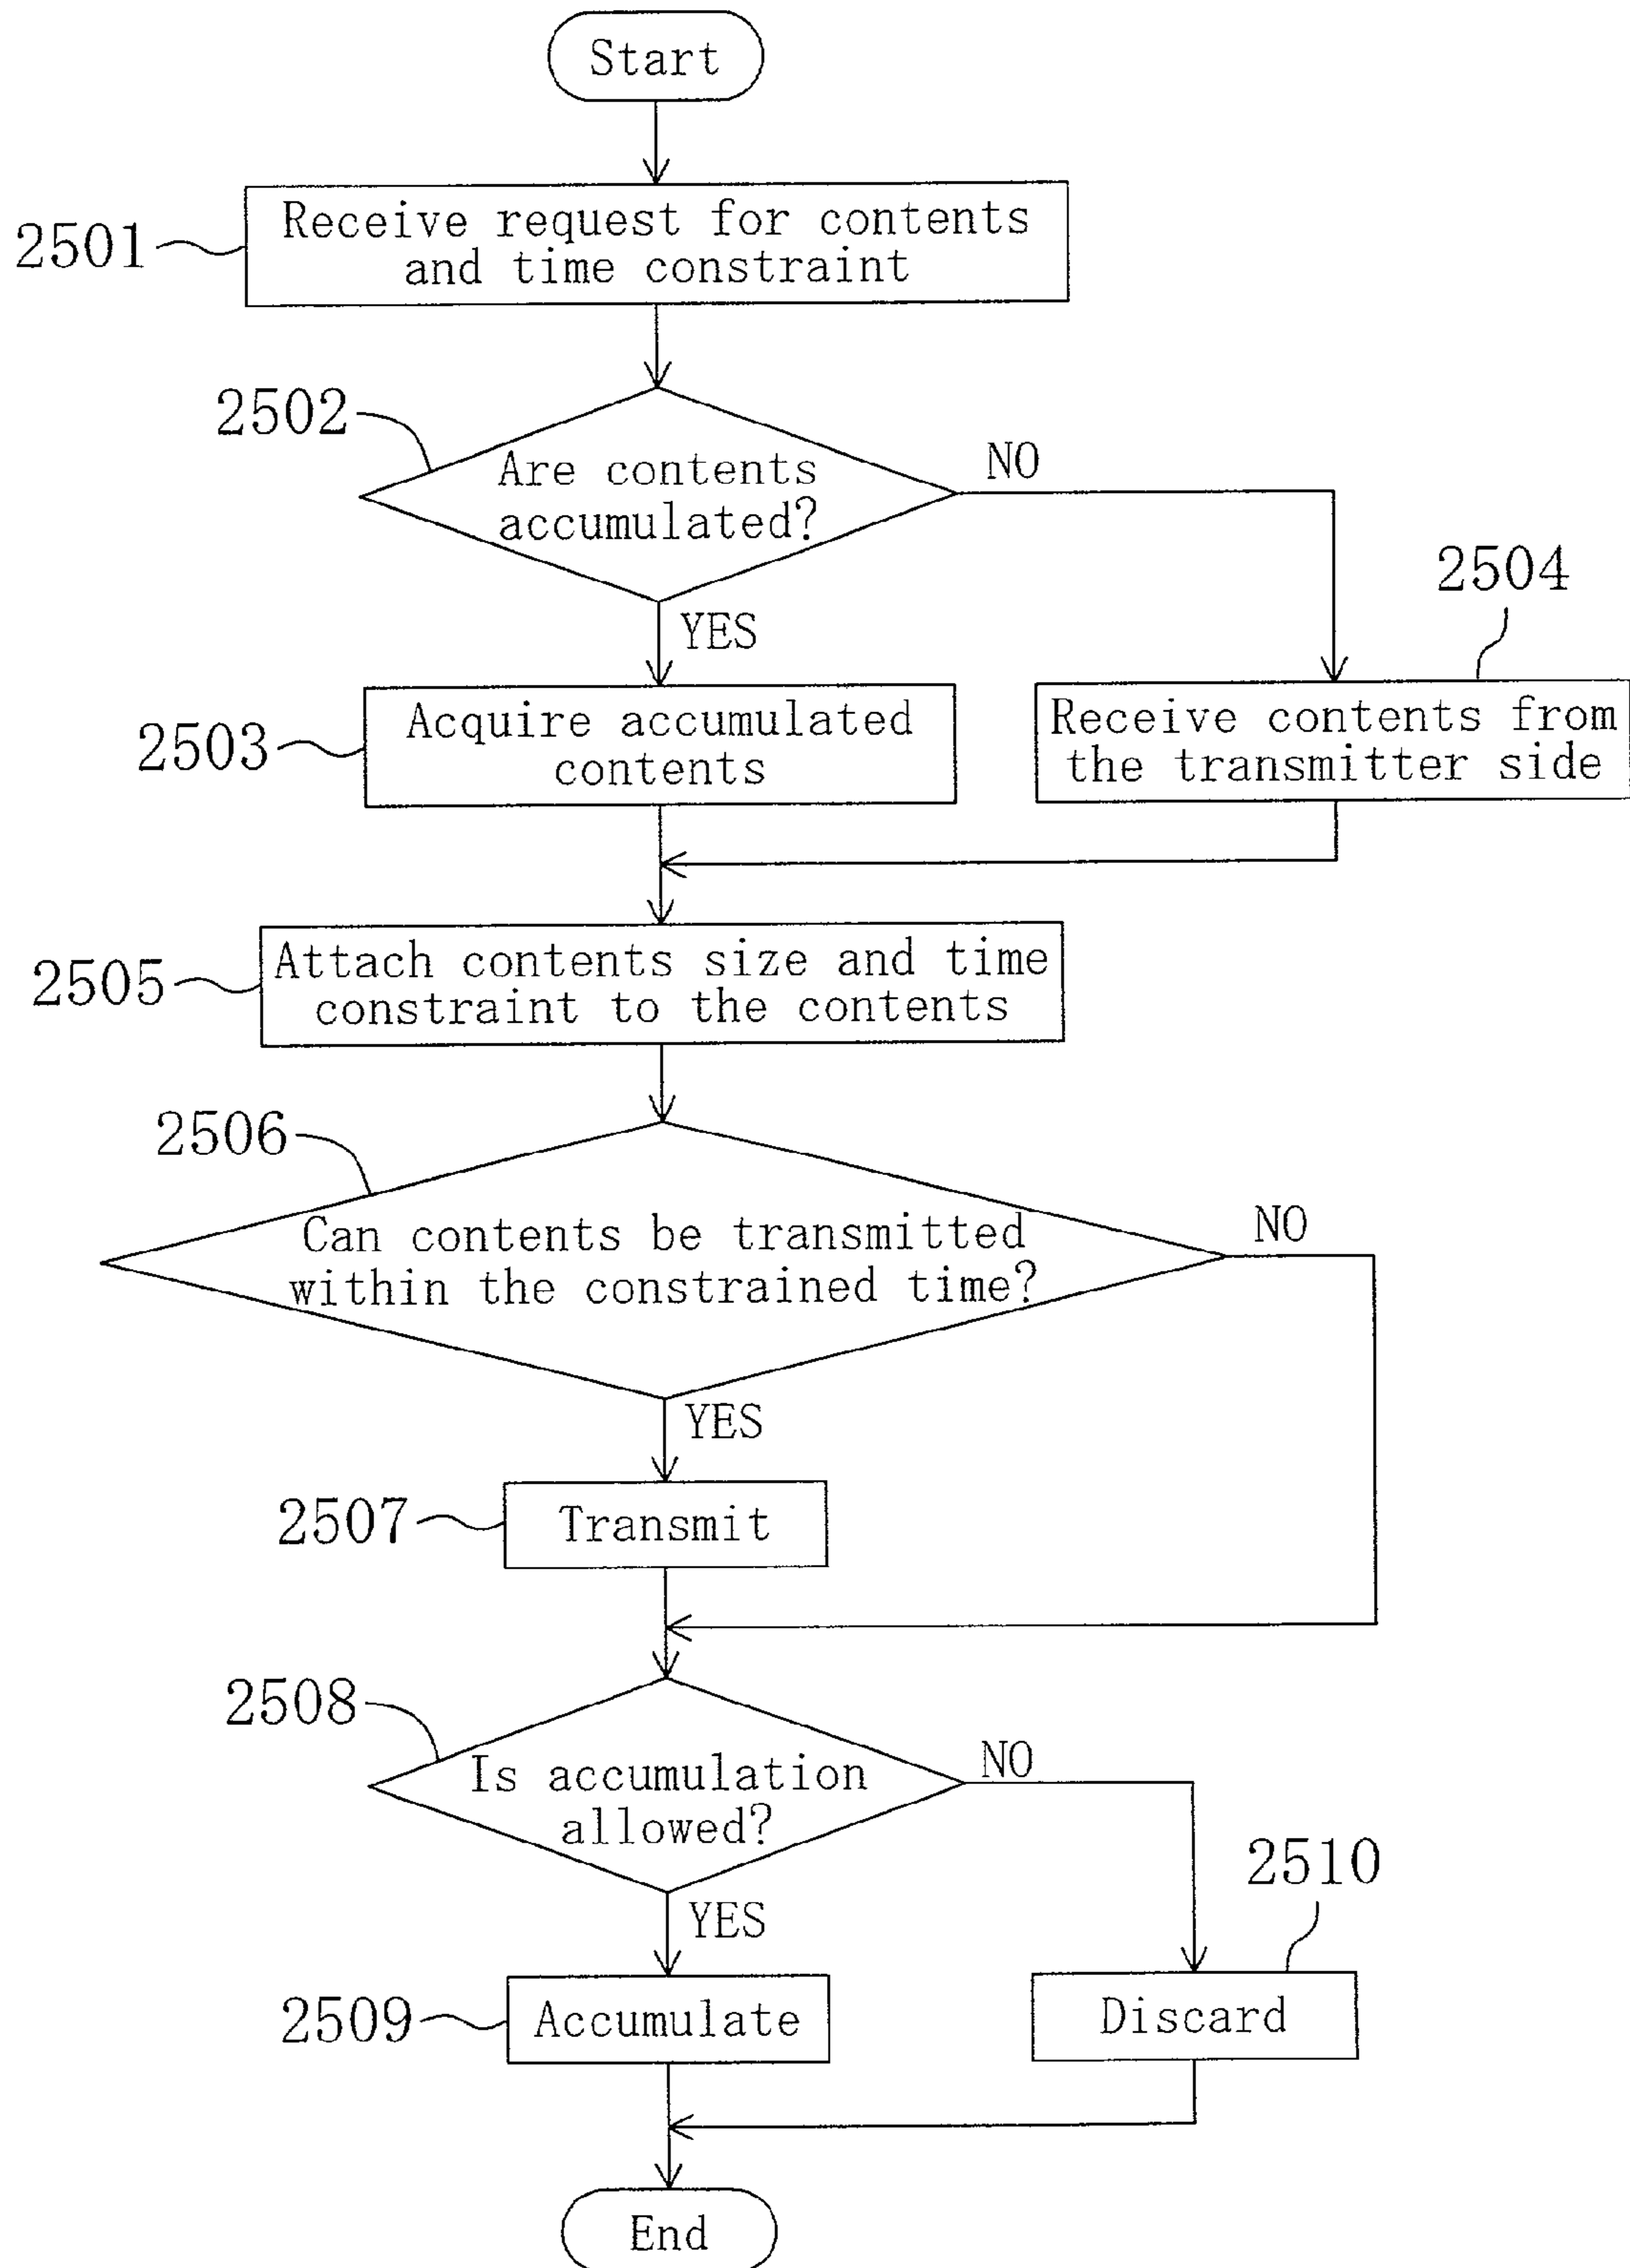 Start
2501
Receive request for contents
and time constraint
2502
Are contents
accumulated?
NO
YES
2503
Acquire accumulated
contents
2504
Receive contents from
the transmitter side
2505
Attach contents size and time
constraint to the contents
2506
Can contents be transmitted
within the constrained time?
NO
YES
2507
Transmit
2508
Is accumulation
allowed?
NO
YES
2509
Accumulate
2510
Discard
End